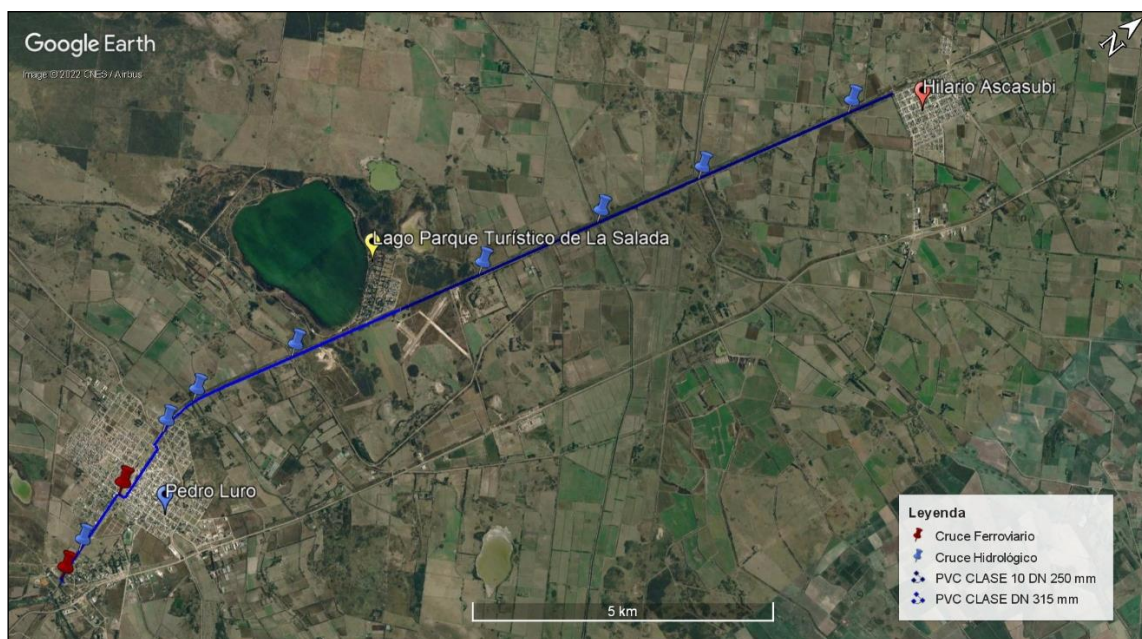 Google Earth
Image © 2022 CNES / Airbus
N
Hilario Ascasubi
Lago Parque Turístico de La Salada
Pedro Luro
Leyenda
Cruce Ferroviario
Cruce Hidrológico
PVC CLASE 10 DN 250 mm
PVC CLASE DN 315 mm
5 km